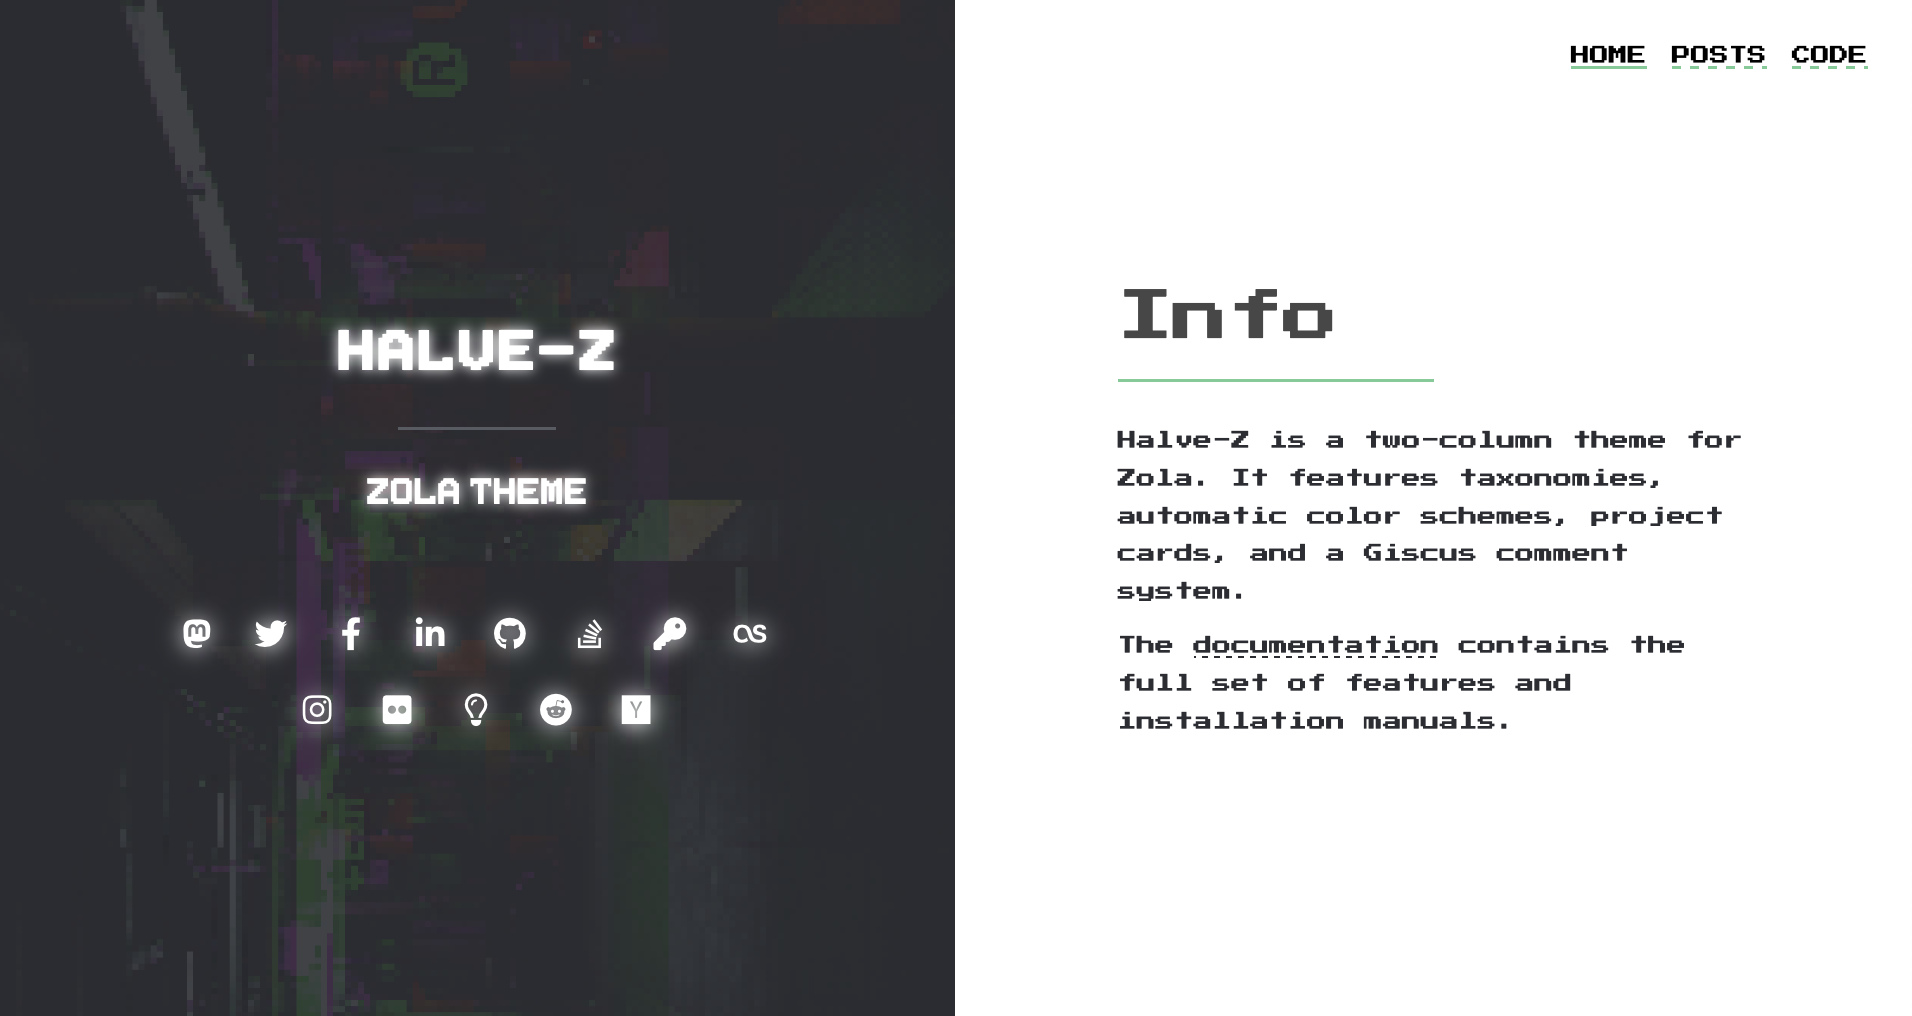 HALVE-Z
ZOLA THEME
HOME POSTS CODE
Info
Halve-Z is a two-column theme for
Zola. It features taxonomies,
automatic color schemes, project
cards, and a Giscus comment
system.
The documentation contains the
full set of features and
installation manuals.